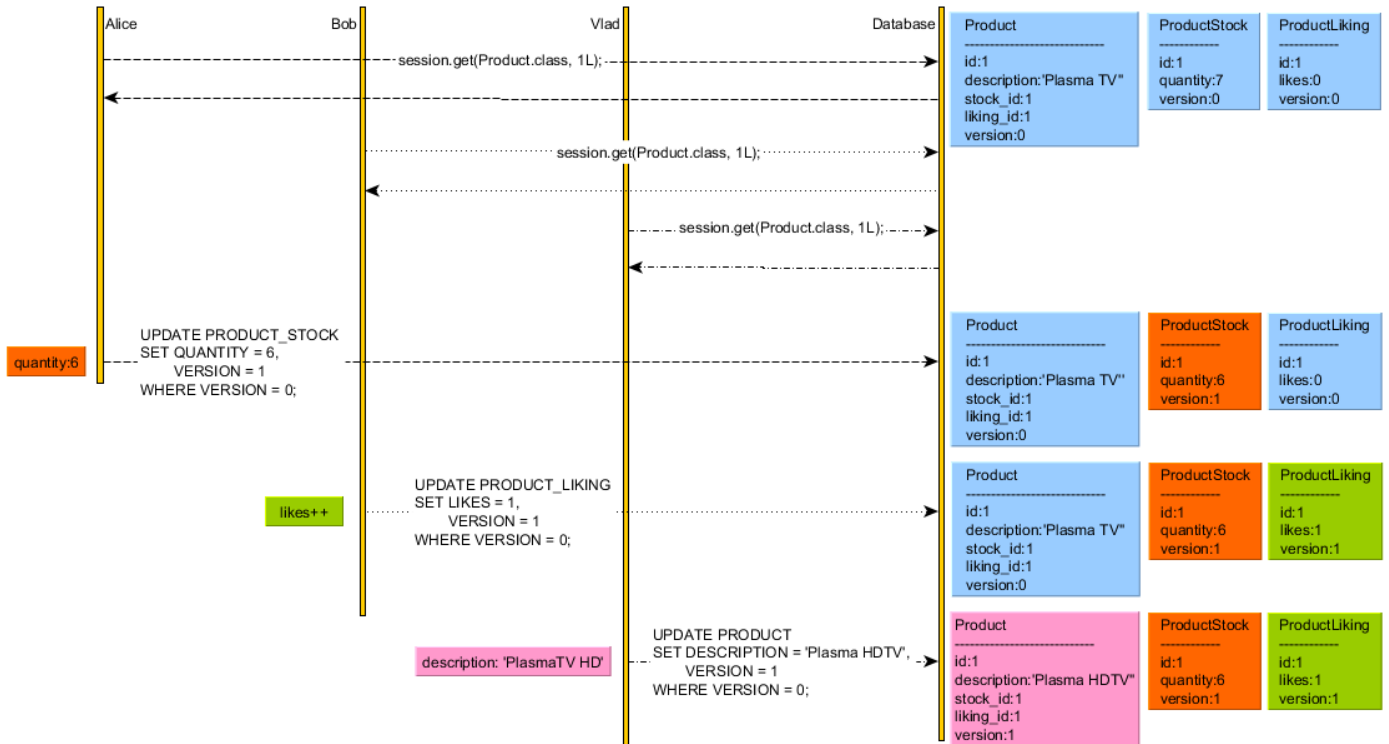 Alice
Bob
Vlad
Database
session.get(Product.class, 1L);
session.get(Product.class, 1L);
session.get(Product.class, 1L);
Product
----------------------------
id:1
description:'Plasma TV"
stock_id:1
liking_id:1
version:0
ProductStock
------------
id:1
quantity:7
version:0
ProductLiking
------------
id:1
likes:0
version:0
quantity:6
UPDATE PRODUCT_STOCK
SET QUANTITY = 6,
VERSION = 1
WHERE VERSION = 0;
Product
----------------------------
id:1
description:'Plasma TV"
stock_id:1
liking_id:1
version:0
ProductStock
------------
id:1
quantity:6
version:1
ProductLiking
------------
id:1
likes:0
version:0
likes++
UPDATE PRODUCT_LIKING
SET LIKES = 1,
VERSION = 1
WHERE VERSION = 0;
Product
----------------------------
id:1
description:'Plasma TV"
stock_id:1
liking_id:1
version:0
ProductStock
------------
id:1
quantity:6
version:1
ProductLiking
------------
id:1
likes:1
version:1
description: 'PlasmaTV HD'
UPDATE PRODUCT
SET DESCRIPTION = 'Plasma HDTV',
VERSION = 1
WHERE VERSION = 0;
Product
----------------------------
id:1
description:'Plasma HDTV"
stock_id:1
liking_id:1
version:1
ProductStock
------------
id:1
quantity:6
version:1
ProductLiking
------------
id:1
likes:1
version:1